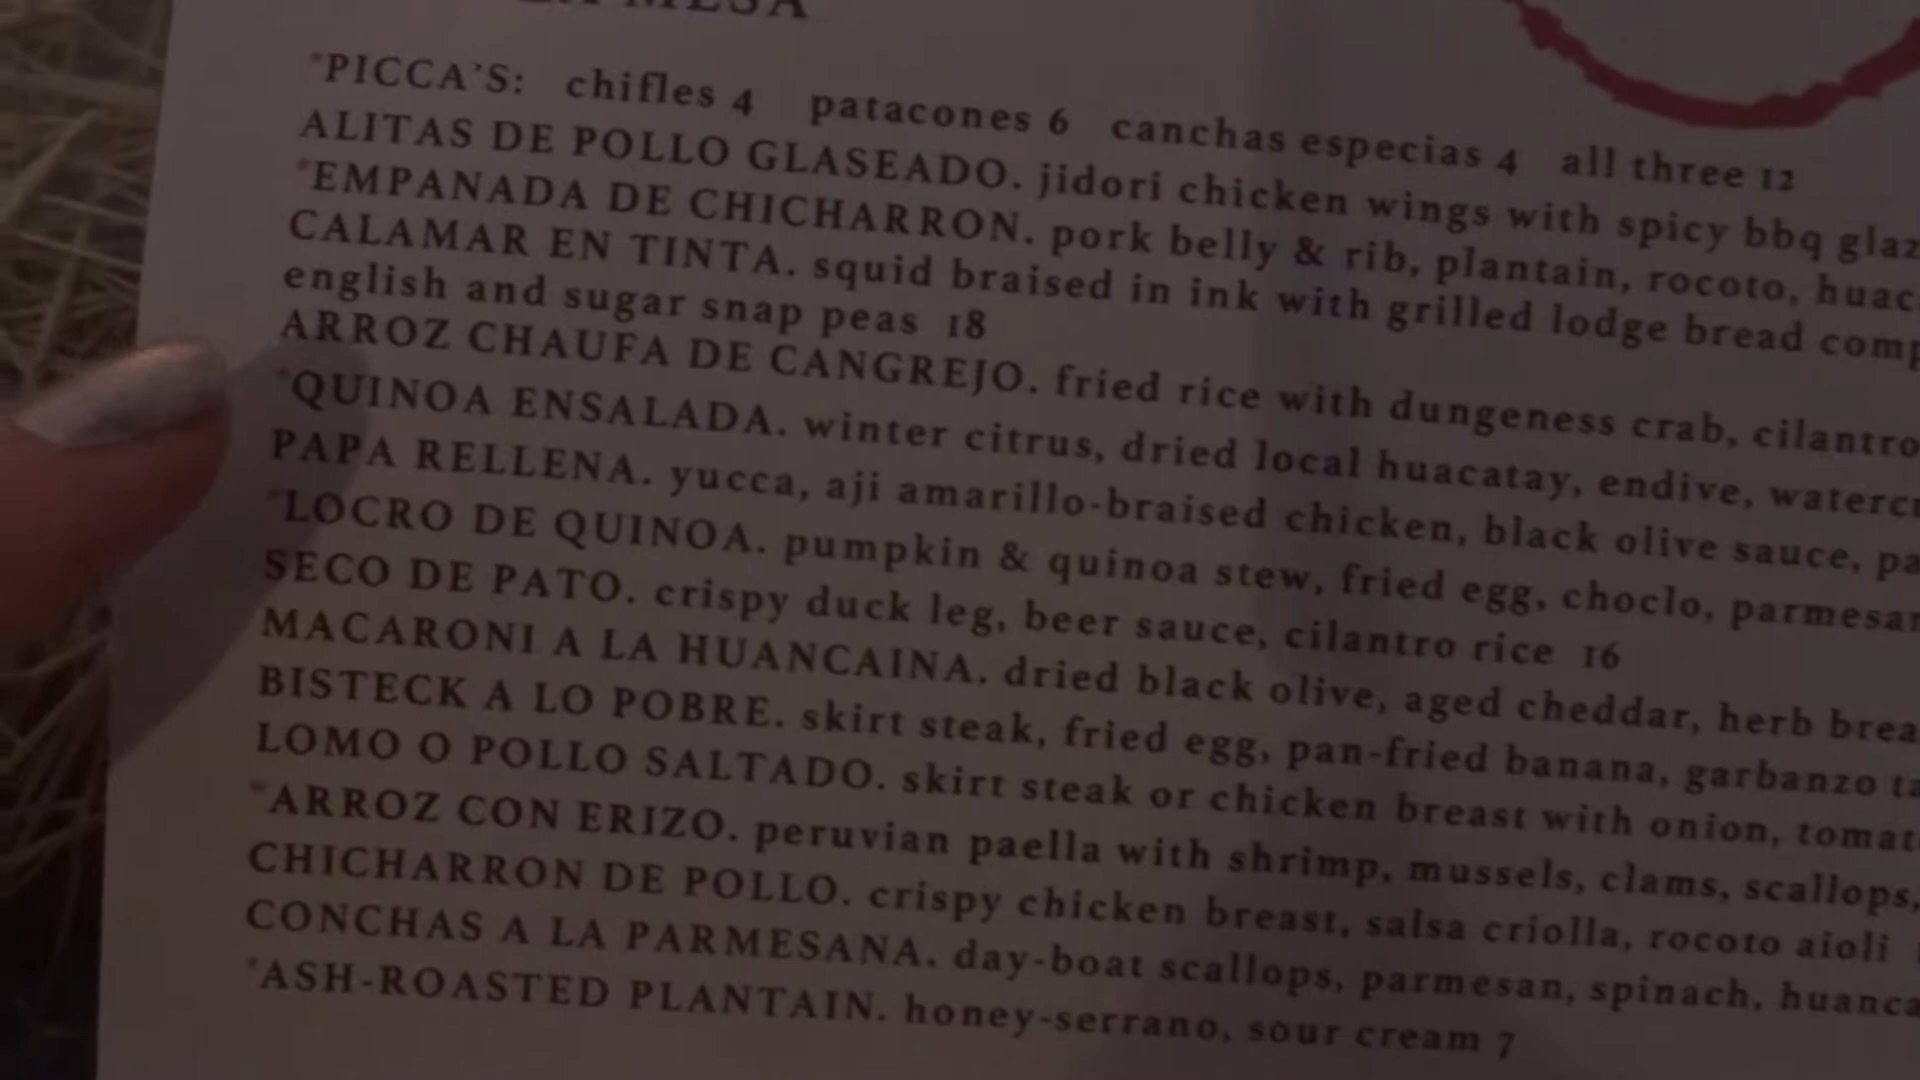 LA MESA
*PICCA'S: chifles 4 patacones 6 canchas especias 4 all three 12
ALITAS DE POLLO GLASEADO. jidori chicken wings with spicy bbq
*EMPANADA DE CHICHARRON. pork belly & rib, plantain, rocoto,
CALAMAR EN TINTA. squid braised in ink with grilled lodge bread
english and sugar snap peas 18
ARROZ CHAUFA DE CANGREJO. fried rice with dungeness crab, cilantro
*QUINOA ENSALADA. winter citrus, dried local huacatay, endive,
PAPA RELLENA. yucca, aji amarillo-braised chicken, black olive sauce,
*LOCRO DE QUINOA. pumpkin & quinoa stew, fried egg, choclo, parmesan
SECO DE PATO. crispy duck leg, beer sauce, cilantro rice 16
MACARONI A LA HUANCAINA. dried black olive, aged cheddar, herb
BISTECK A LO POBRE. skirt steak, fried egg, pan-fried banana, garbanzo
LOMO O POLLO SALTADO. skirt steak or chicken breast with onion,
*ARROZ CON ERIZO. peruvian paella with shrimp, mussels, clams, scallops,
CHICHARRON DE POLLO. crispy chicken breast, salsa criolla, rocoto aioli
CONCHAS A LA PARMESANA. day-boat scallops, parmesan, spinach,
*ASH-ROASTED PLANTAIN. honey-serrano, sour cream 7